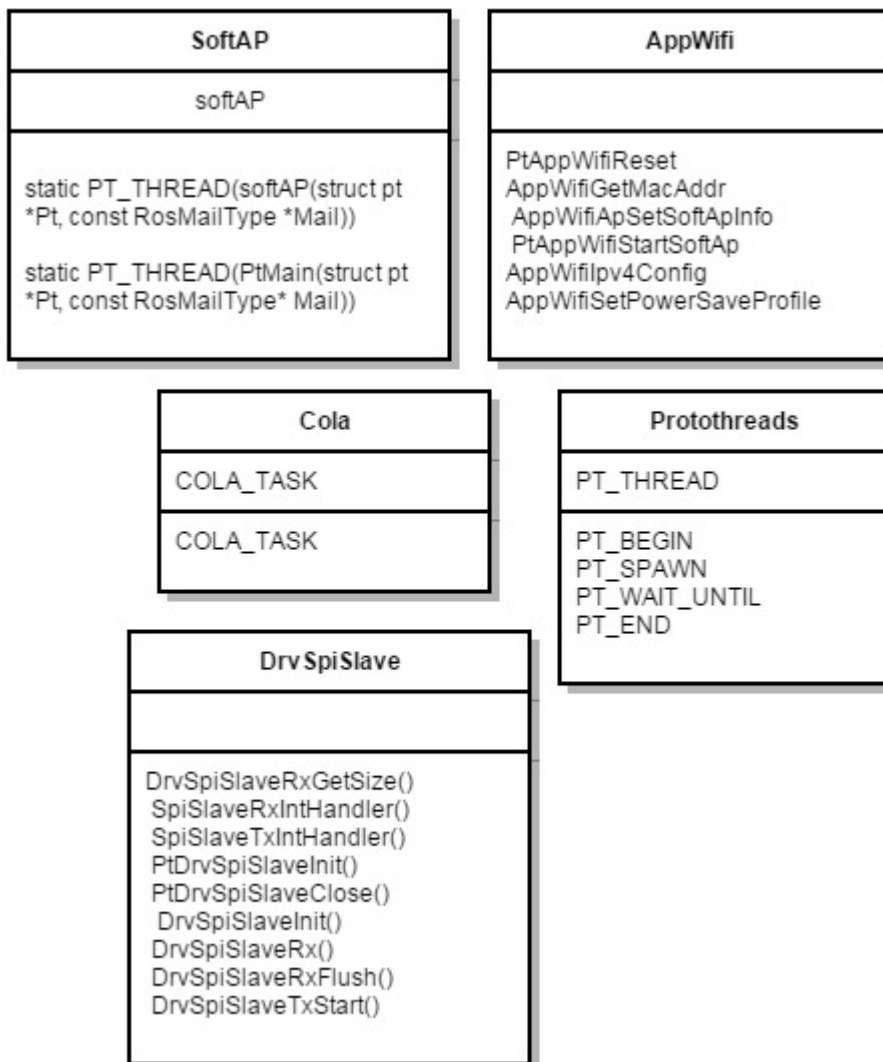 SoftAP
softAP
static PT_THREAD(softAP(struct pt
*Pt, const RosMailType *Mail))
static PT_THREAD(PtMain(struct pt
*Pt, const RosMailType* Mail))
AppWifi
PtAppWifiReset
AppWifiGetMacAddr
AppWifiApSetSoftApInfo
PtAppWifiStartSoftAp
AppWifiIpv4Config
AppWifiSetPowerSaveProfile
Cola
COLA_TASK
COLA_TASK
Protothreads
PT_THREAD
PT_BEGIN
PT_SPAWN
PT_WAIT_UNTIL
PT_END
DrvSpiSlave
DrvSpiSlaveRxGetSize()
SpiSlaveRxIntHandler()
SpiSlaveTxIntHandler()
PtDrvSpiSlaveInit()
PtDrvSpiSlaveClose()
DrvSpiSlaveInit()
DrvSpiSlaveRx()
DrvSpiSlaveRxFlush()
DrvSpiSlaveTxStart()